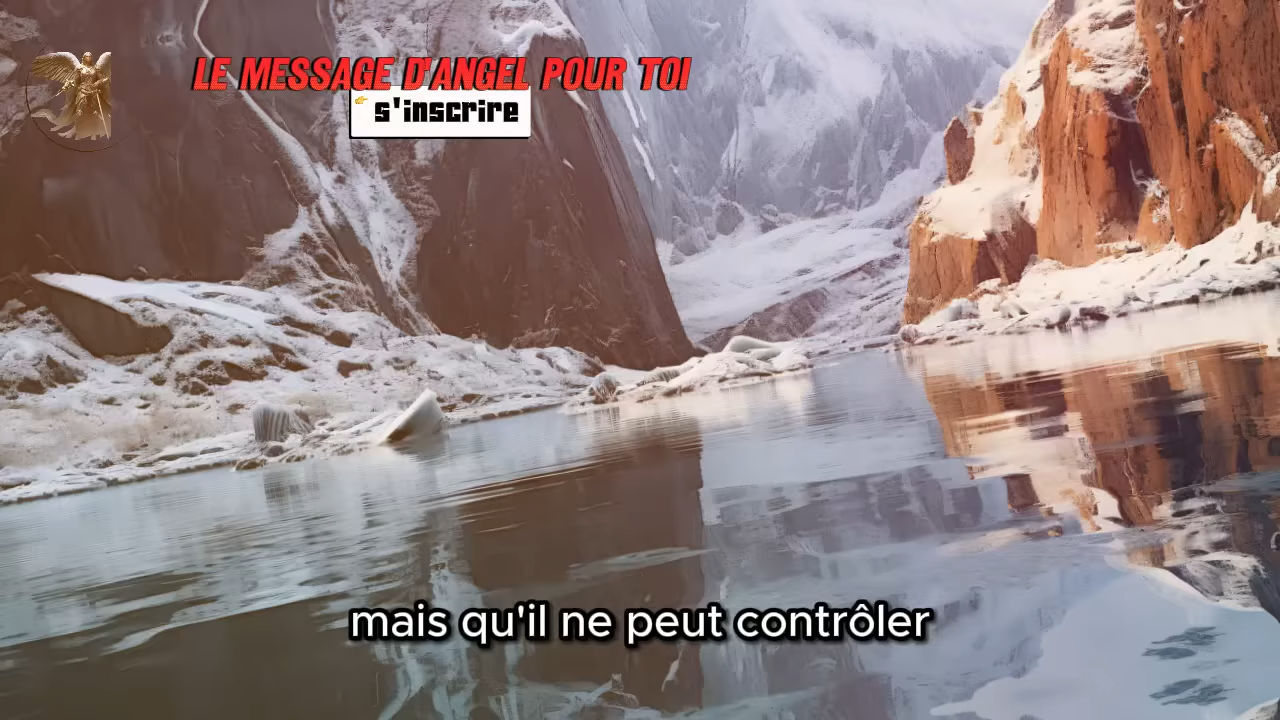 LE MESSAGE D'ANGEL POUR TOI
👉 s'inscrire
mais qu'il ne peut contrôler